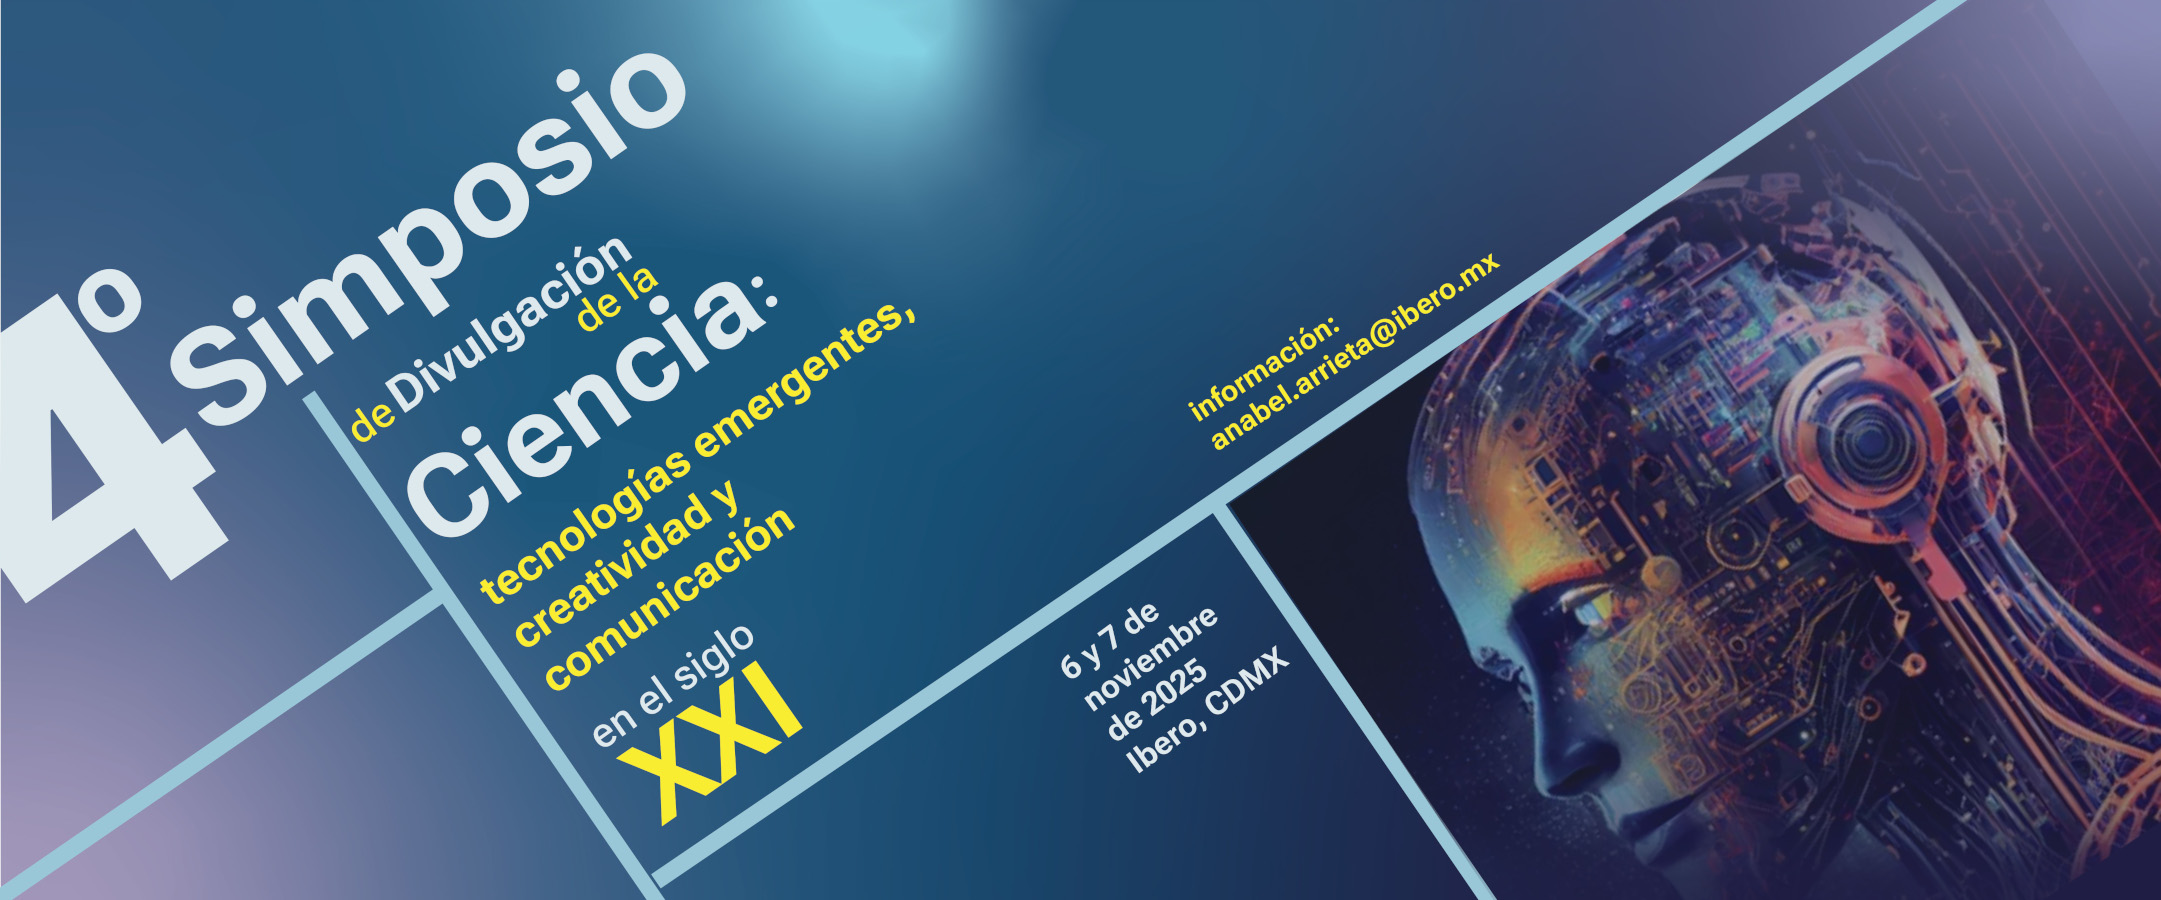 4º Simposio
de Divulgación
de la
Ciencia:
tecnologías emergentes,
creatividad y
comunicación
en el siglo
XXI
información:
anabel.arrieta@ibero.mx
6 y 7 de
noviembre
de 2025
Ibero, CDMX